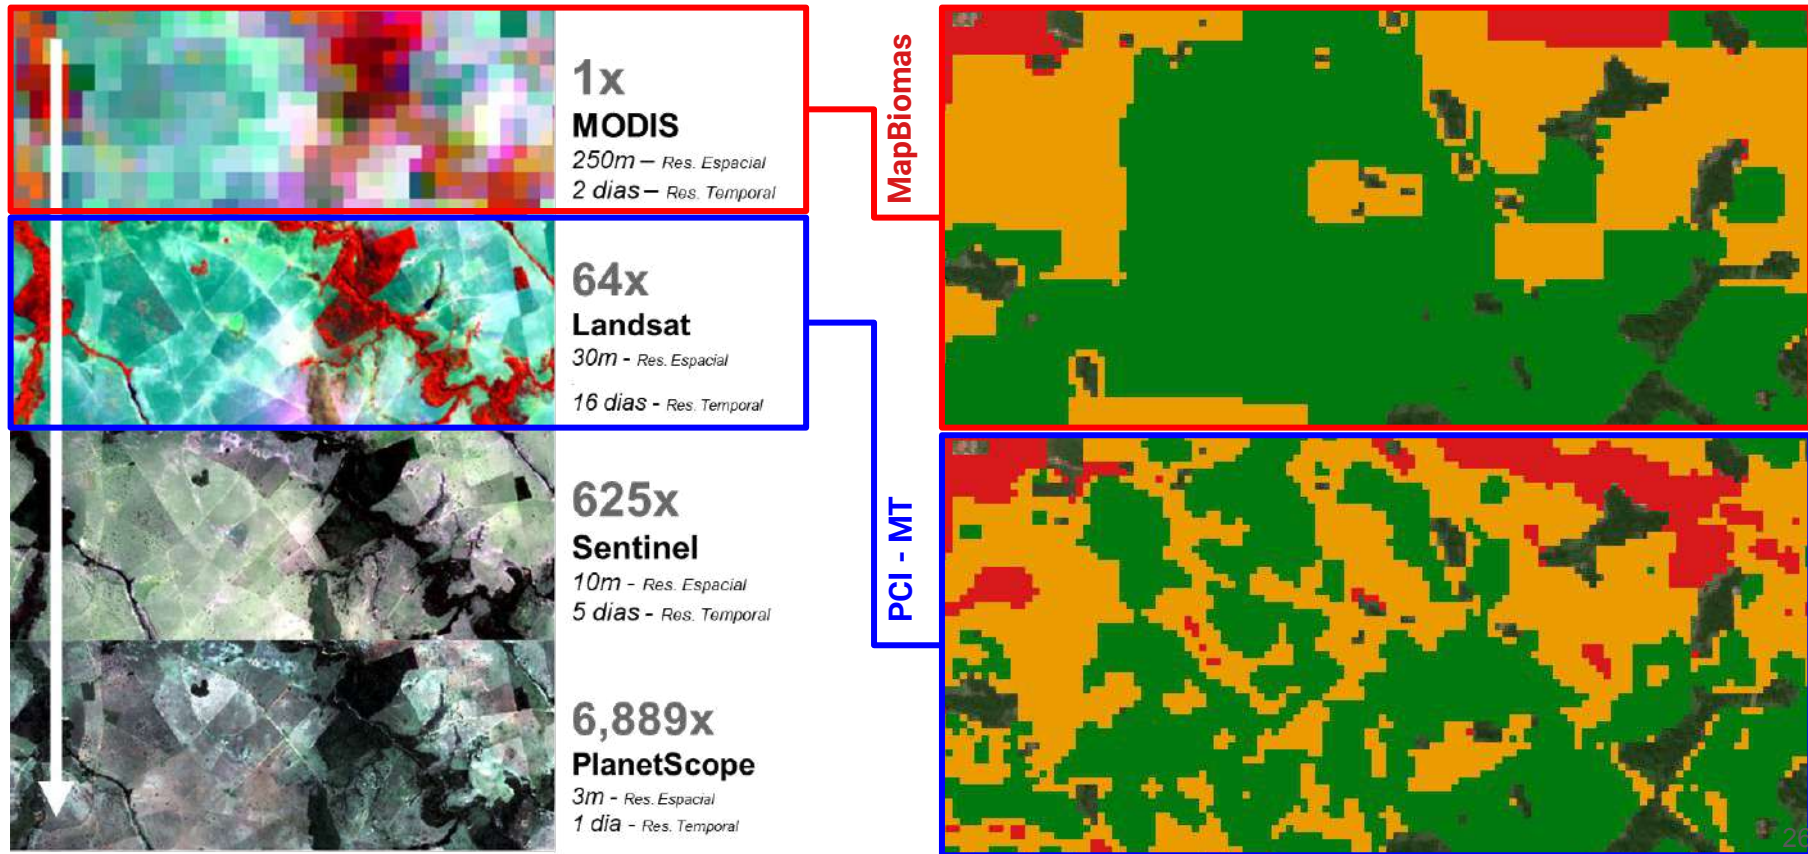 1x
MODIS
250m – Res. Espacial
2 dias – Res. Temporal
64x
Landsat
30m - Res. Espacial
16 dias - Res. Temporal
625x
Sentinel
10m - Res. Espacial
5 dias - Res. Temporal
6,889x
PlanetScope
3m - Res. Espacial
1 dia - Res. Temporal
MapBiomas
PCI - MT
26